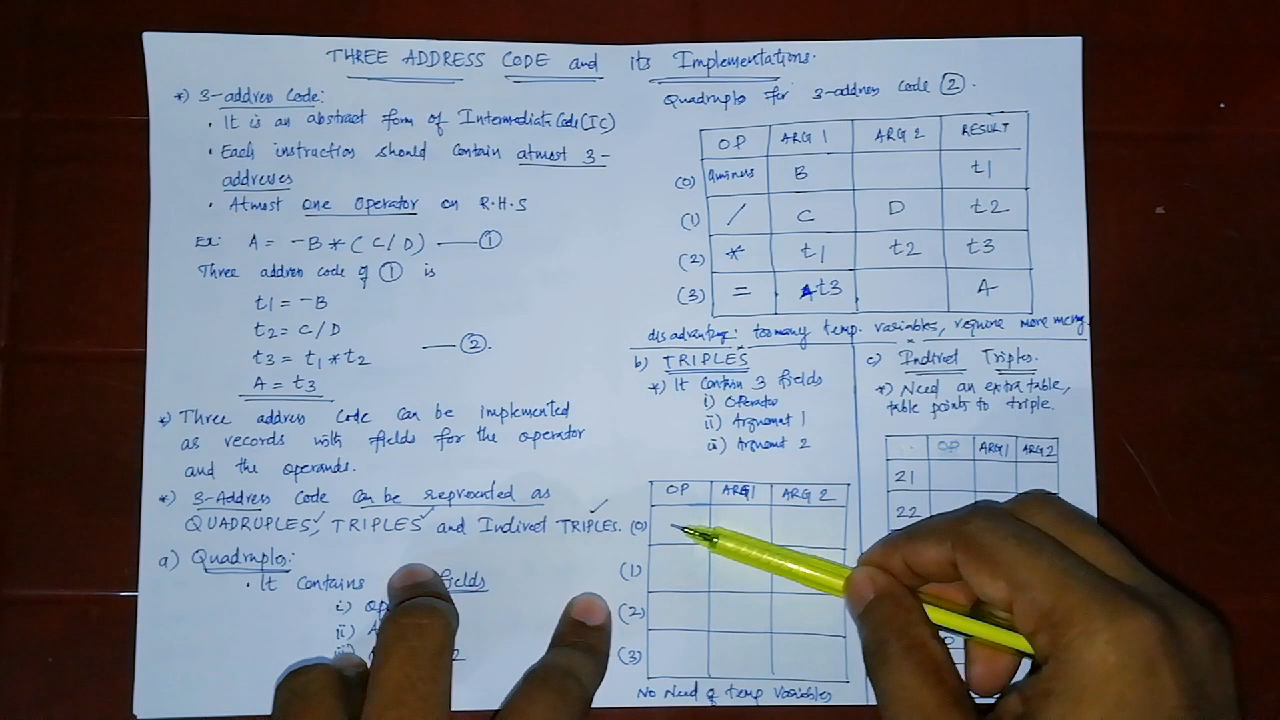 THREE ADDRESS CODE and its Implementations.
*) 3-address Code:
· It is an abstract form of Intermediate Code (IC)
· Each instruction should contain atmost 3-
addresses
· Atmost one operator on R.H.S
Ex: A = -B * (C/D) —— ①
Three address code of ① is
t1 = -B
t2 = C/D
—— ②.
t3 = t1 * t2
A = t3
*) Three address Code can be implemented
as records with fields for the operator
and the operands.
*) 3-Address Code can be represented as
QUADRUPLES, TRIPLES and Indirect TRIPLES.
a) Quadruples:
· It contains fields
i) Op
ii) A
iii) 2
Quadruples for 3-address code ②.
OP ARG 1 ARG 2 RESULT
(0) uminus B t1
(1) / C D t2
(2) * t1 t2 t3
(3) = t3 A
disadvantage: too many temp. variables, require more
b) TRIPLES
*) It contain 3 fields
i) Operator
ii) Argument 1
iii) Argument 2
OP ARG1 ARG 2
(0)
(1)
(2)
(3)
No Need of temp variables
c) Indirect Triples.
*) Need an extra table,
table points to triple.
OP ARG1 ARG2
21
22